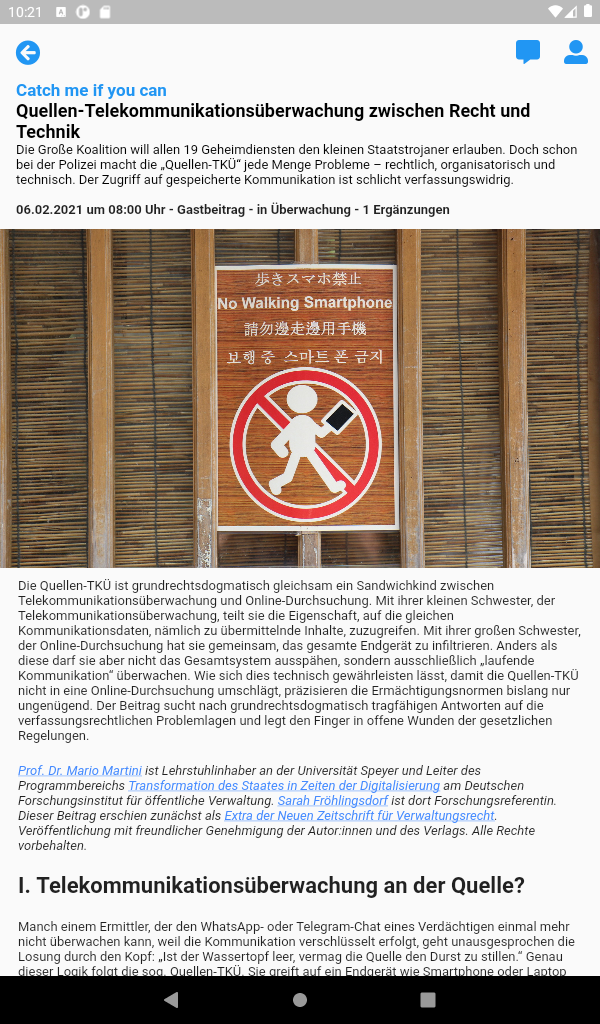 10:21
Catch me if you can
Quellen-Telekommunikationsüberwachung zwischen Recht und
Technik
Die Große Koalition will allen 19 Geheimdiensten den kleinen Staatstrojaner erlauben. Doch schon
bei der Polizei macht die „Quellen-TKÜ“ jede Menge Probleme – rechtlich, organisatorisch und
technisch. Der Zugriff auf gespeicherte Kommunikation ist schlicht verfassungswidrig.
06.02.2021 um 08:00 Uhr - Gastbeitrag - in Überwachung - 1 Ergänzungen
歩きスマホ禁止
No Walking Smartphone
請勿邊走邊用手機
보행 중 스마트 폰 금지
Die Quellen-TKÜ ist grundrechtsdogmatisch gleichsam ein Sandwichkind zwischen
Telekommunikationsüberwachung und Online-Durchsuchung. Mit ihrer kleinen Schwester, der
Telekommunikationsüberwachung, teilt sie die Eigenschaft, auf die gleichen
Kommunikationsdaten, nämlich zu übermittelnde Inhalte, zuzugreifen. Mit ihrer großen Schwester,
der Online-Durchsuchung hat sie gemeinsam, das gesamte Endgerät zu infiltrieren. Anders als
diese darf sie aber nicht das Gesamtsystem ausspähen, sondern ausschließlich „laufende
Kommunikation“ überwachen. Wie sich dies technisch gewährleisten lässt, damit die Quellen-TKÜ
nicht in eine Online-Durchsuchung umschlägt, präzisieren die Ermächtigungsnormen bislang nur
ungenügend. Der Beitrag sucht nach grundrechtsdogmatisch tragfähigen Antworten auf die
verfassungsrechtlichen Problemlagen und legt den Finger in offene Wunden der gesetzlichen
Regelungen.
Prof. Dr. Mario Martini ist Lehrstuhlinhaber an der Universität Speyer und Leiter des
Programmbereichs Transformation des Staates in Zeiten der Digitalisierung am Deutschen
Forschungsinstitut für öffentliche Verwaltung. Sarah Fröhlingsdorf ist dort Forschungsreferentin.
Dieser Beitrag erschien zunächst als Extra der Neuen Zeitschrift für Verwaltungsrecht.
Veröffentlichung mit freundlicher Genehmigung der Autor:innen und des Verlags. Alle Rechte
vorbehalten.
I. Telekommunikationsüberwachung an der Quelle?
Manch einem Ermittler, der den WhatsApp- oder Telegram-Chat eines Verdächtigen einmal mehr
nicht überwachen kann, weil die Kommunikation verschlüsselt erfolgt, geht unausgesprochen die
Losung durch den Kopf: „Ist der Wassertopf leer, vermag die Quelle den Durst zu stillen.“ Genau
dieser Logik folgt die sog. Quellen-TKÜ. Sie greift auf ein Endgerät wie Smartphone oder Laptop